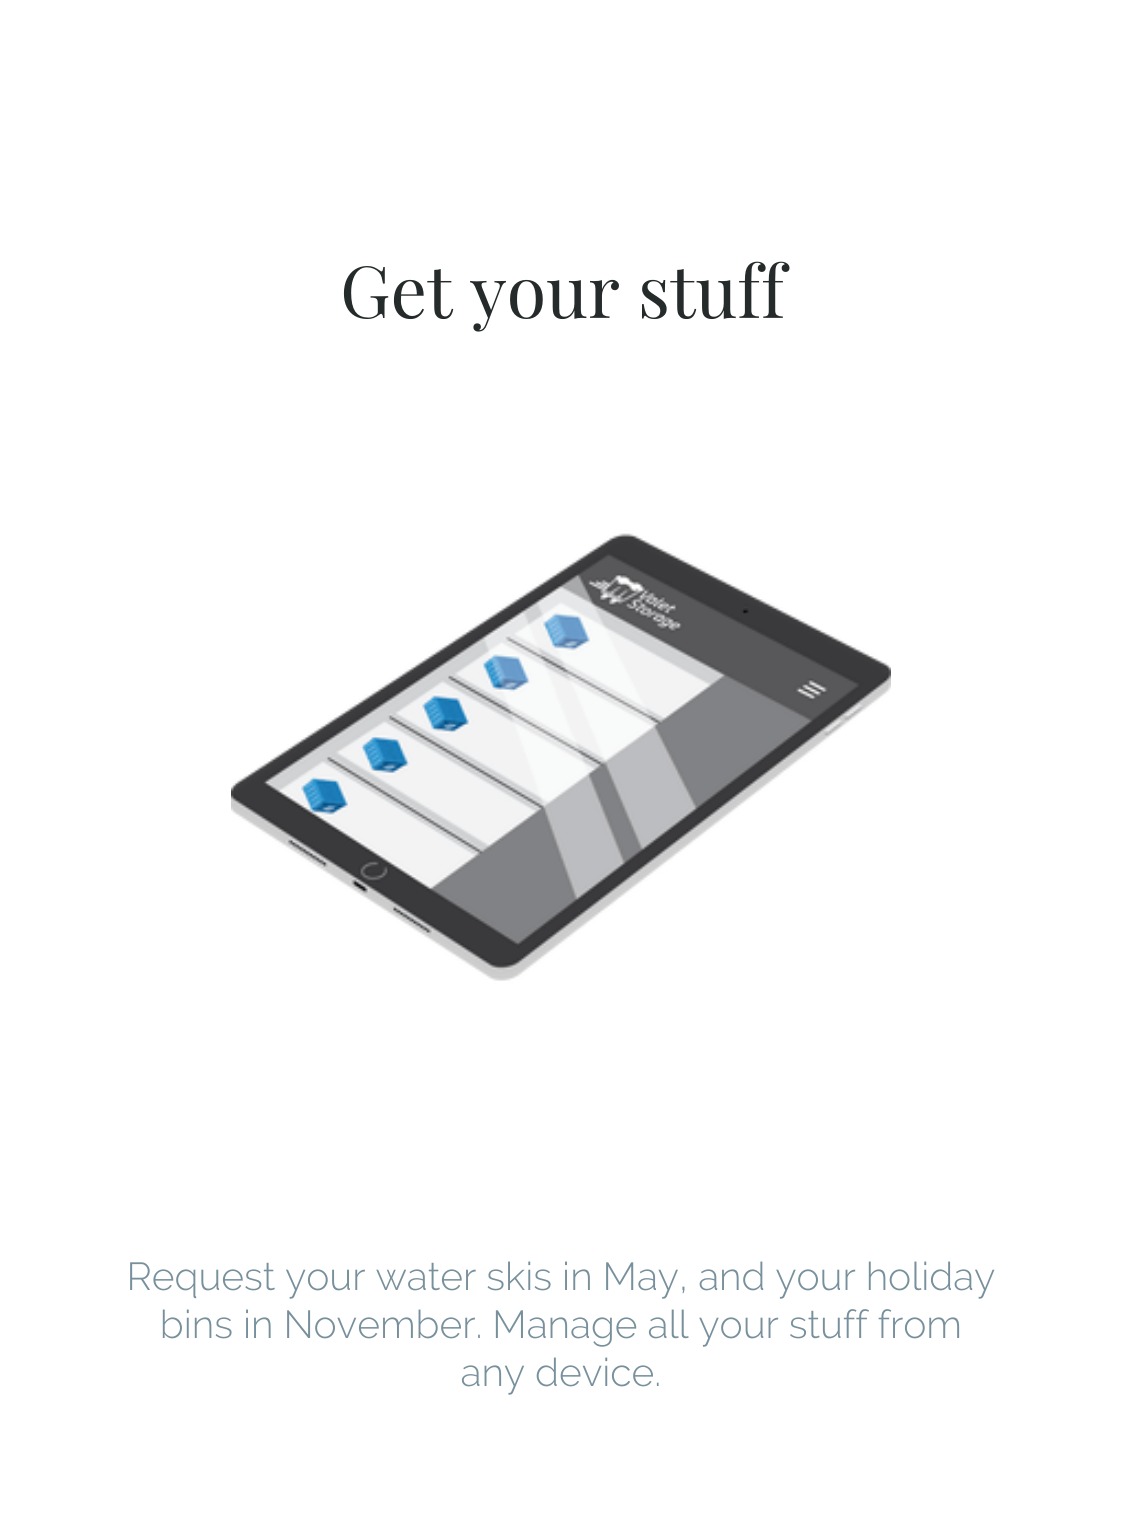 Get your stuff
Valet
Storage
Request your water skis in May, and your holiday
bins in November. Manage all your stuff from
any device.